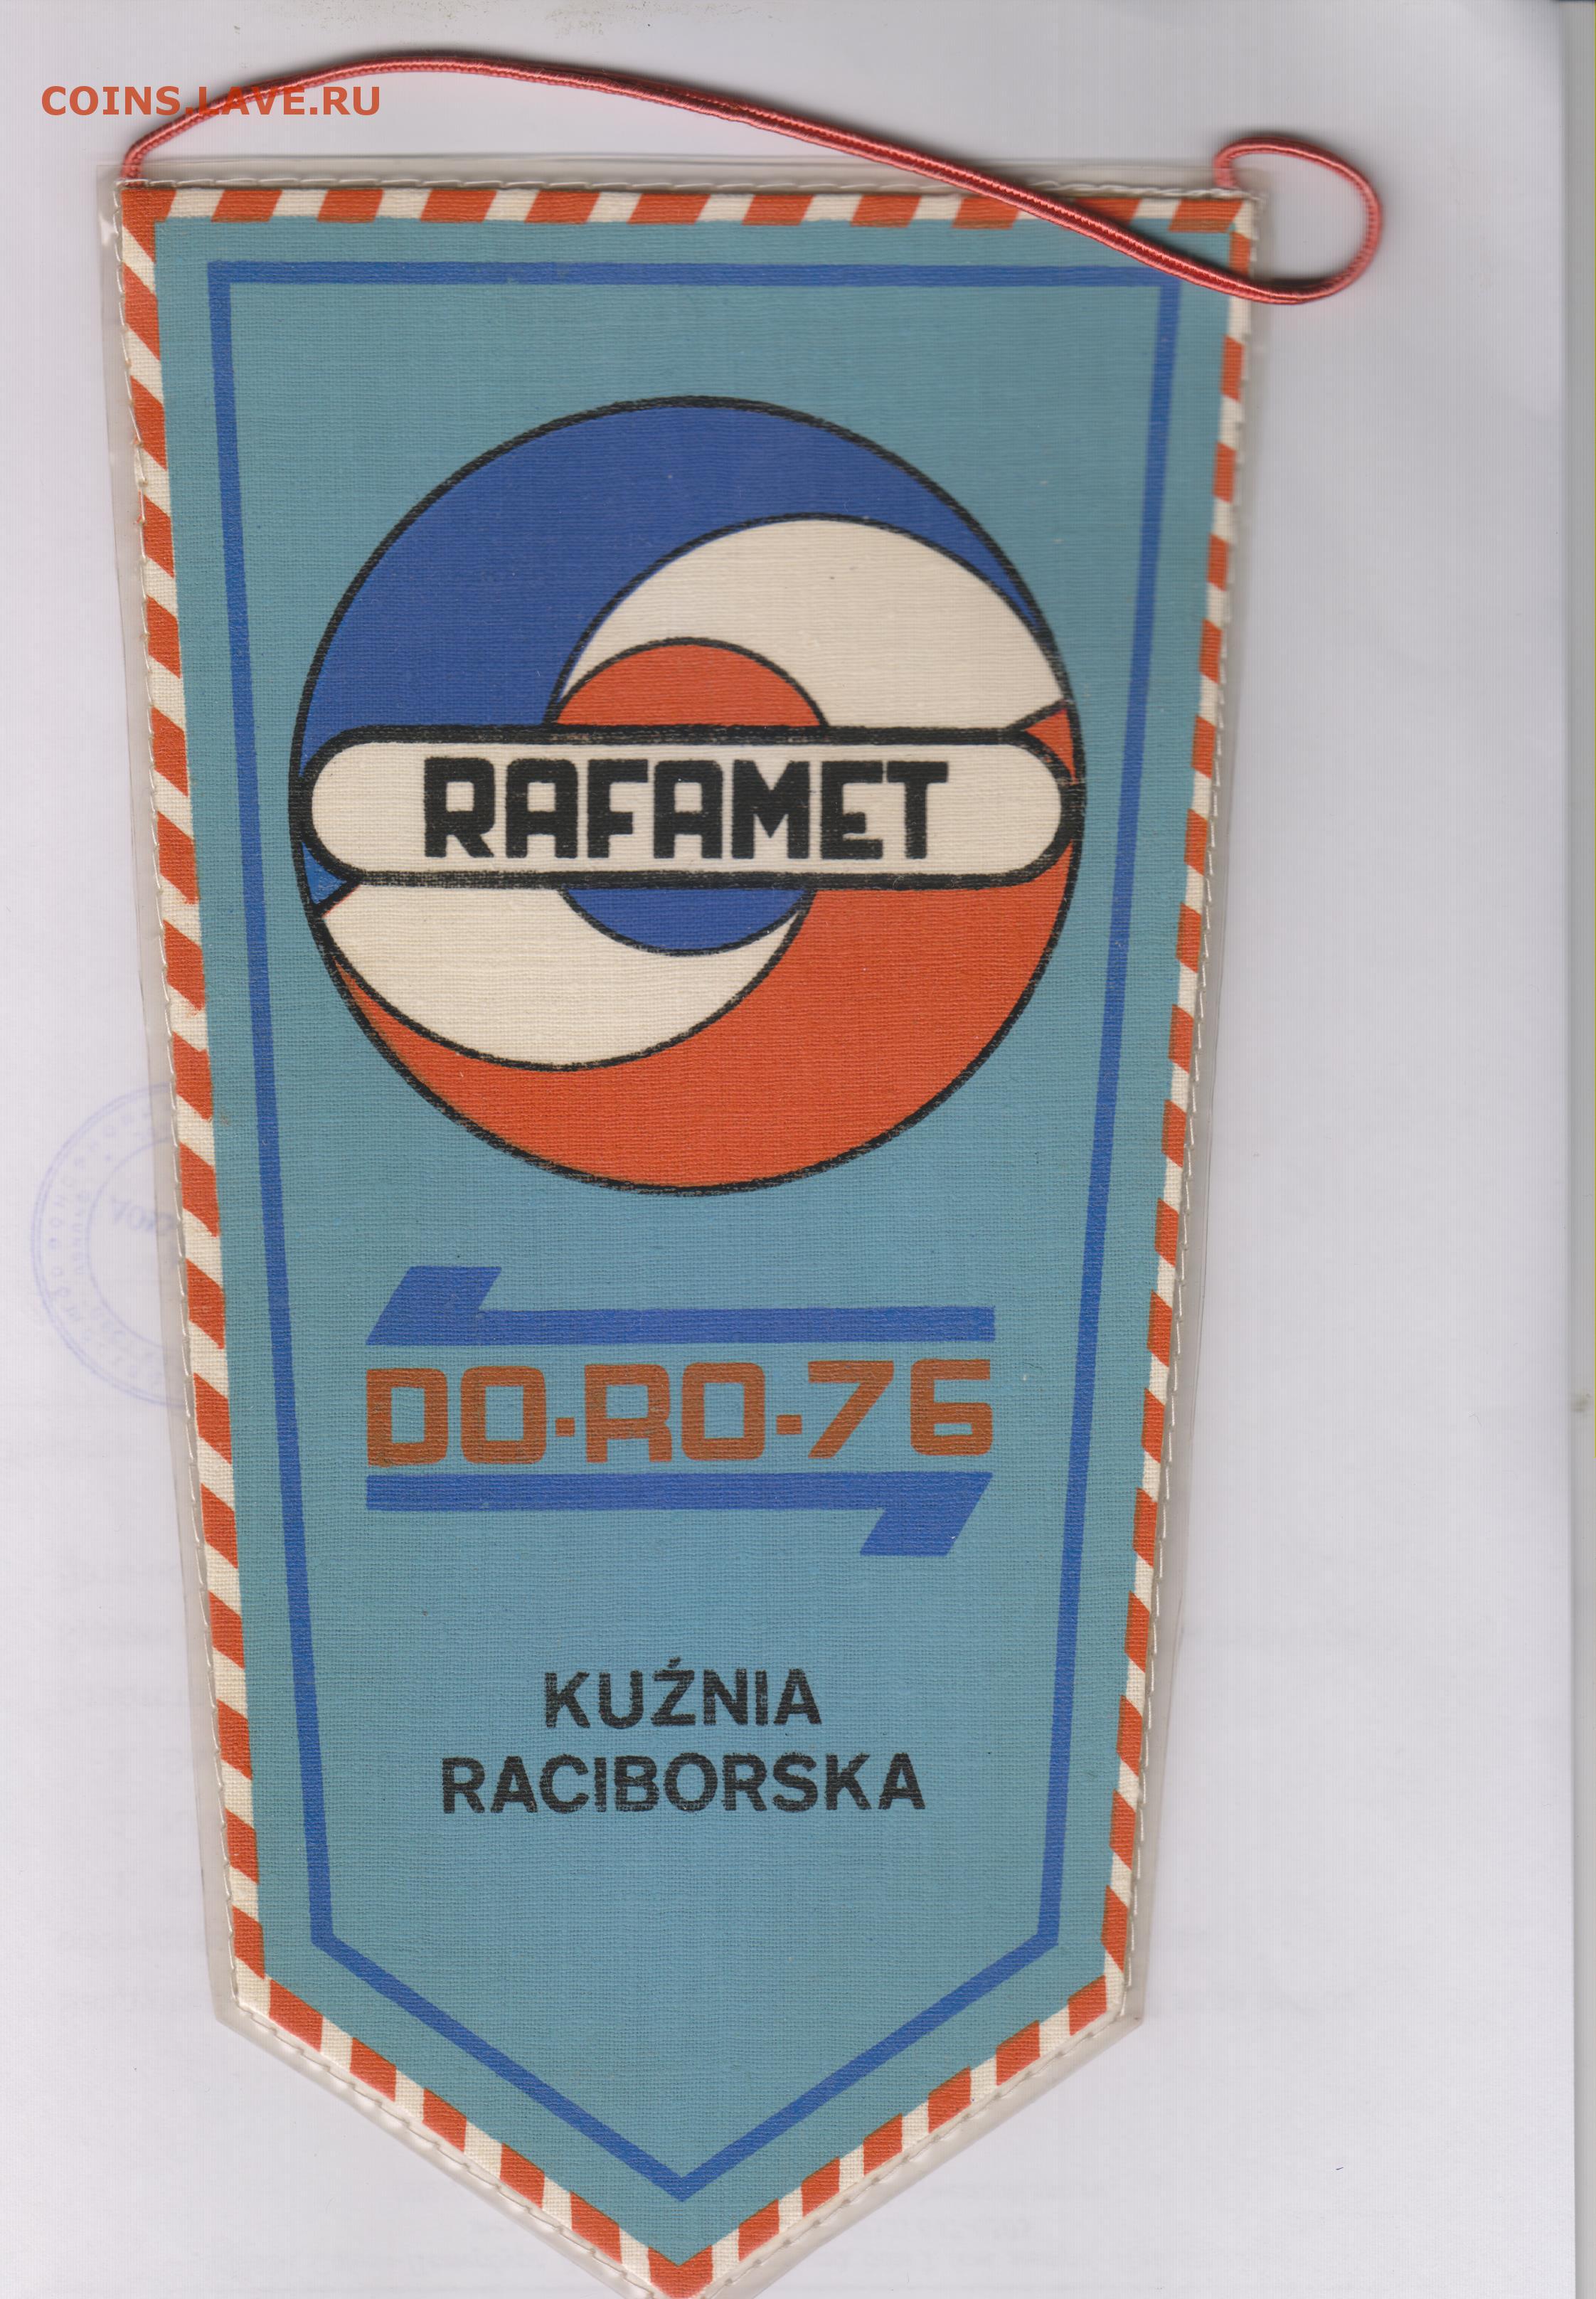 COINS.LAVE.RU
RAFAMET
DO-RO-76
KUŹNIA
RACIBORSKA